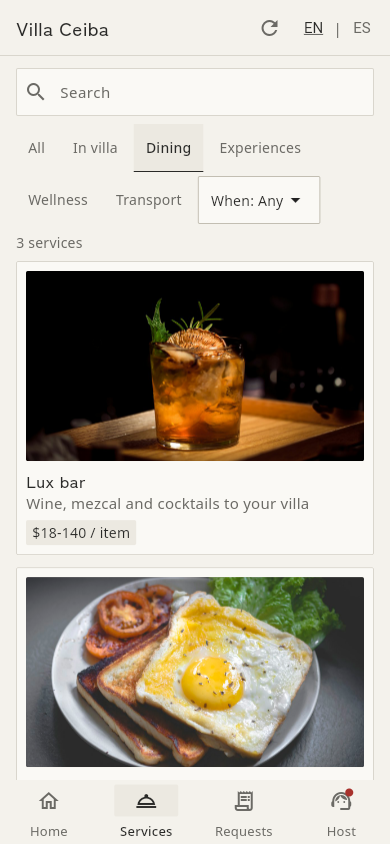 Villa Ceiba
EN | ES
Search
All In villa Dining Experiences
Wellness Transport When: Any
3 services
Lux bar
Wine, mezcal and cocktails to your villa
$18-140 / item
Home Services Requests Host